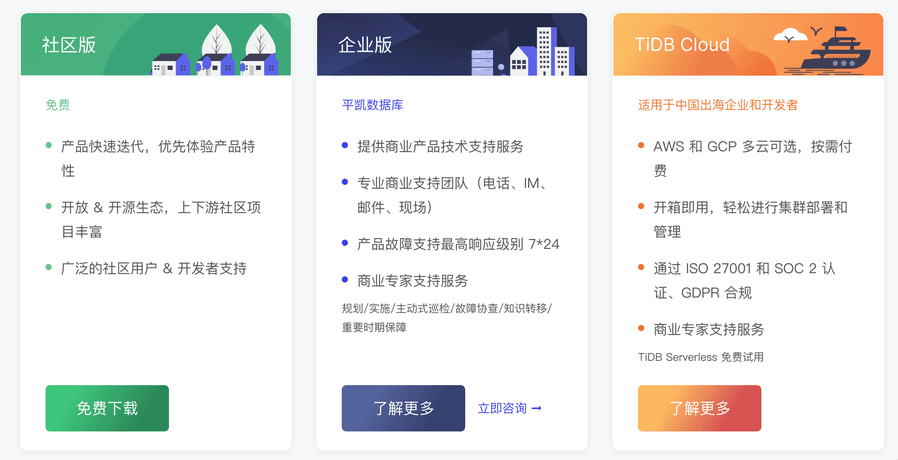 社区版
免费
产品快速迭代，优先体验产品特
性
开放 & 开源生态，上下游社区项
目丰富
广泛的社区用户 & 开发者支持
免费下载
企业版
平凯数据库
提供商业产品技术支持服务
专业商业支持团队（电话、IM、
邮件、现场）
产品故障支持最高响应级别 7*24
商业专家支持服务
规划/实施/主动式巡检/故障协查/知识转移/
重要时期保障
了解更多
立即咨询 ➞
TiDB Cloud
适用于中国出海企业和开发者
AWS 和 GCP 多云可选，按需付
费
开箱即用，轻松进行集群部署和
管理
通过 ISO 27001 和 SOC 2 认
证、GDPR 合规
商业专家支持服务
TiDB Serverless 免费试用
了解更多